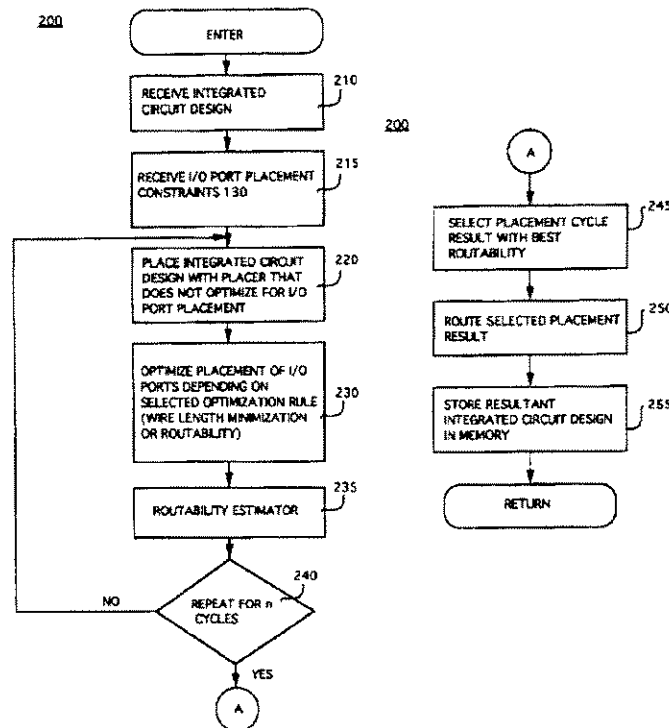 200
ENTER
210
RECEIVE INTEGRATED
CIRCUIT DESIGN
215
RECEIVE I/O PORT PLACEMENT
CONSTRAINTS 130
220
PLACE INTEGRATED CIRCUIT
DESIGN WITH PLACER THAT
DOES NOT OPTIMIZE FOR I/O
PORT PLACEMENT
230
OPTIMIZE PLACEMENT OF I/O
PORTS DEPENDING ON
SELECTED OPTIMIZATION RULE
(WIRE LENGTH MINIMIZATION
OR ROUTABILITY)
235
ROUTABILITY ESTIMATOR
240
REPEAT FOR n
CYCLES
NO
YES
A
200
A
245
SELECT PLACEMENT CYCLE
RESULT WITH BEST
ROUTABILITY
250
ROUTE SELECTED PLACEMENT
RESULT
255
STORE RESULTANT
INTEGRATED CIRCUIT DESIGN
IN MEMORY
RETURN